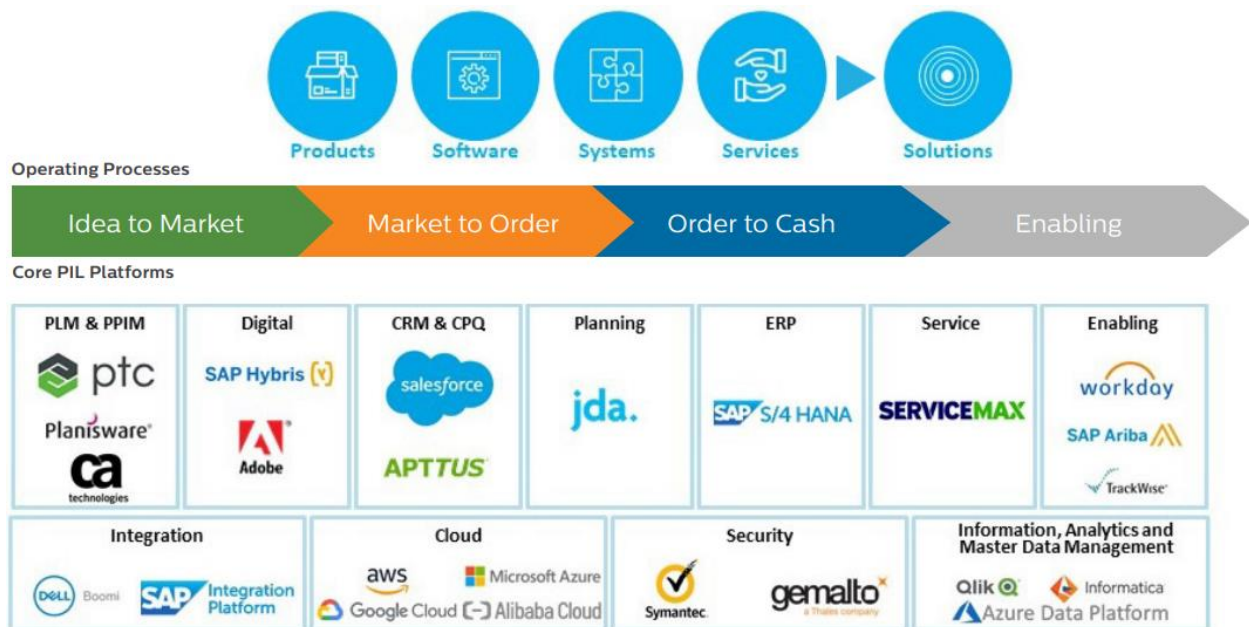 Products Software Systems Services Solutions
Operating Processes
Idea to Market
Market to Order
Order to Cash
Enabling
Core PIL Platforms
PLM & PPIM
ptc
Planisware
ca
technologies
Digital
SAP Hybris (Y)
Adobe
CRM & CPQ
salesforce
APTTUS
Planning
jda.
ERP
SAP S/4 HANA
Service
SERVICEMAX
Enabling
workday
SAP Ariba
TrackWise
Integration
DELL Boomi
SAP Integration
Platform
Cloud
aws
Microsoft Azure
Google Cloud
Alibaba Cloud
Security
Symantec.
gemalto
a Thales company
Information, Analytics and
Master Data Management
Qlik Q
Informatica
Azure Data Platform